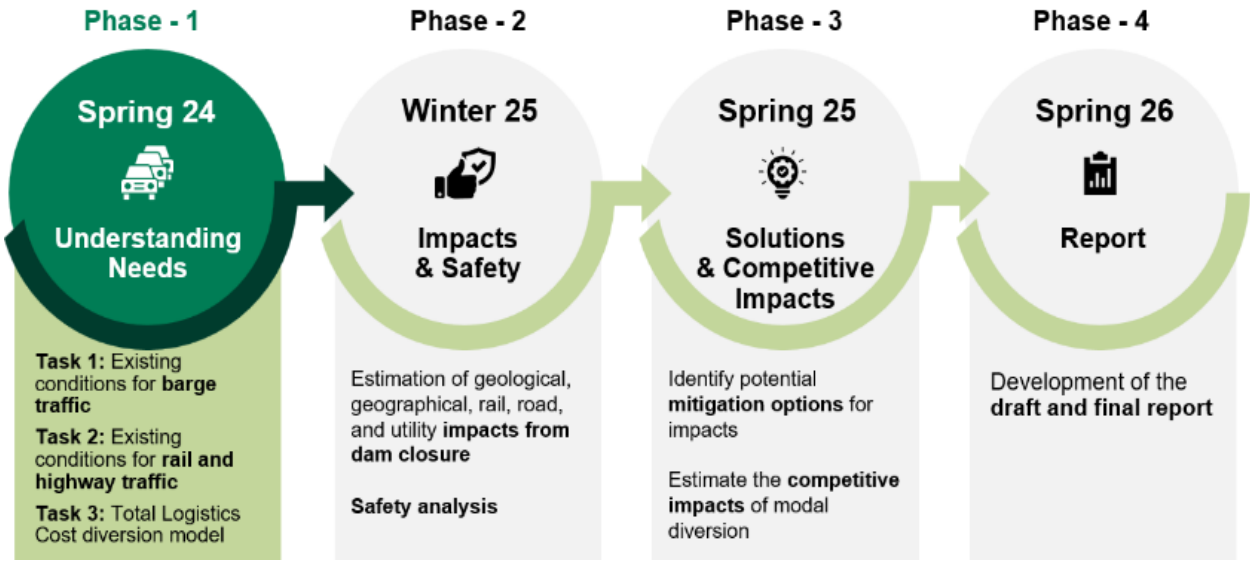 Phase - 1
Spring 24
Understanding
Needs
Task 1: Existing
conditions for barge
traffic
Task 2: Existing
conditions for rail and
highway traffic
Task 3: Total Logistics
Cost diversion model
Phase - 2
Winter 25
Impacts
& Safety
Estimation of geological,
geographical, rail, road,
and utility impacts from
dam closure
Safety analysis
Phase - 3
Spring 25
Solutions
& Competitive
Impacts
Identify potential
mitigation options for
impacts
Estimate the competitive
impacts of modal
diversion
Phase - 4
Spring 26
Report
Development of the
draft and final report